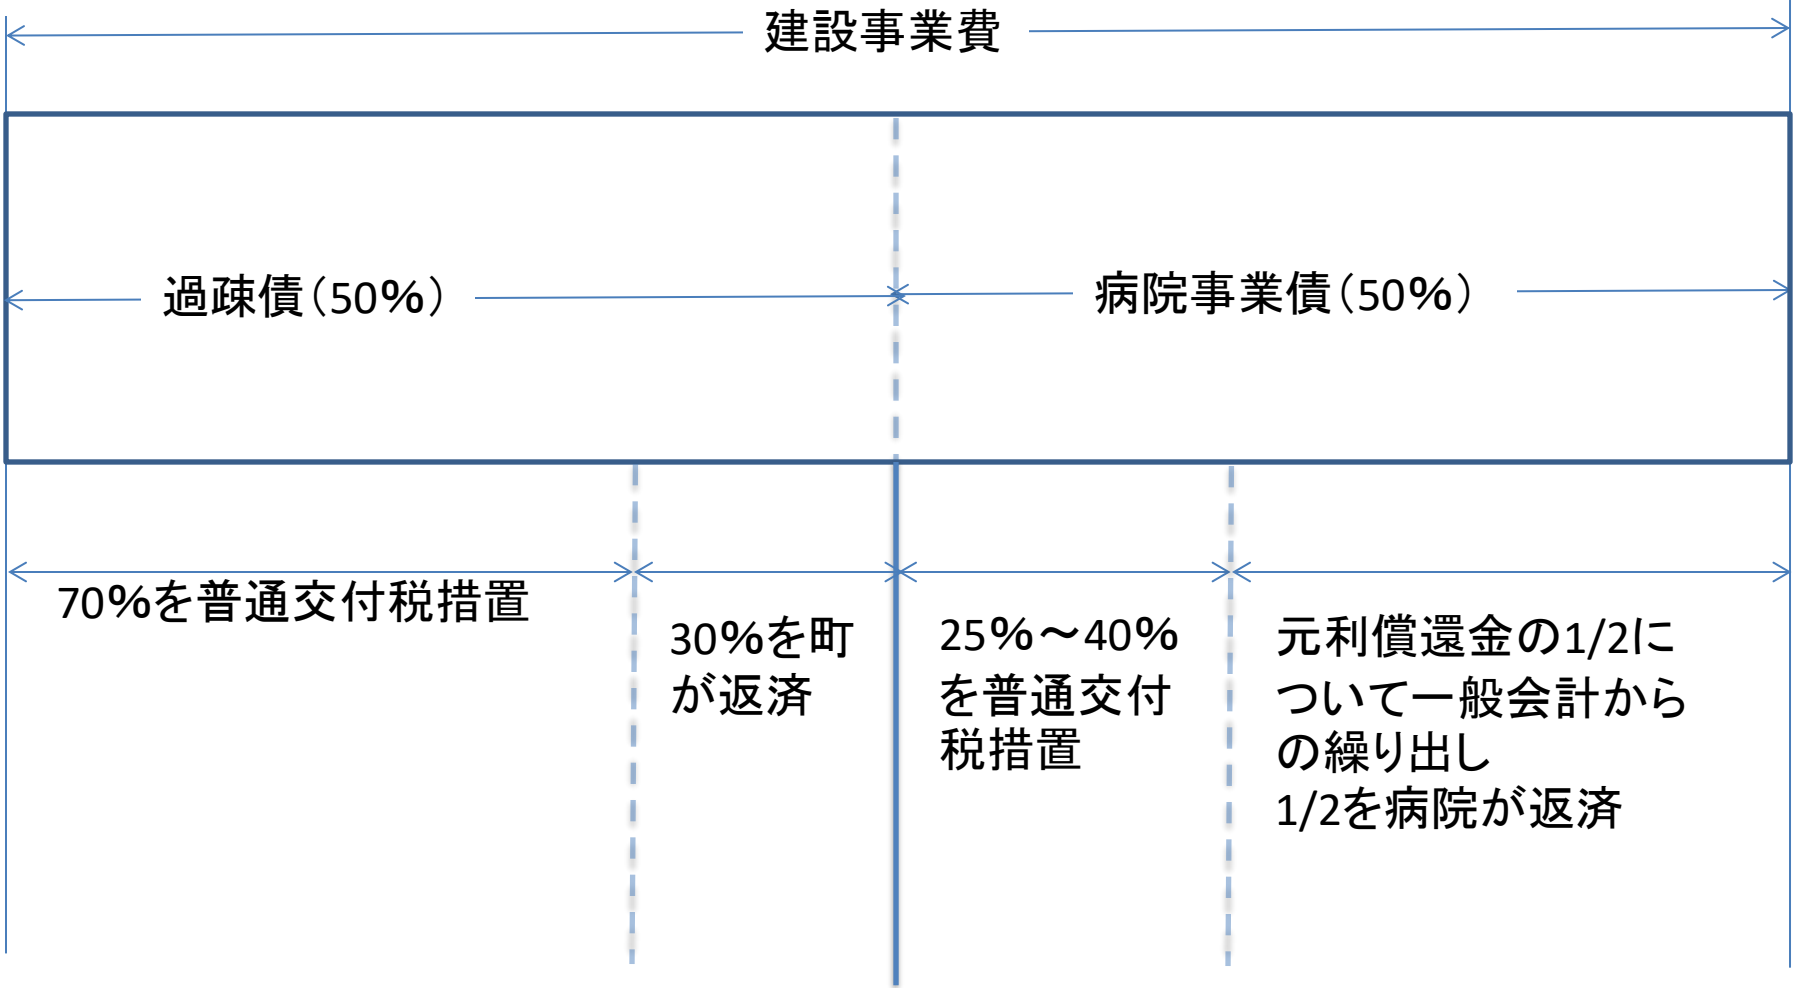 建設事業費
過疎債（50％）
病院事業債（50％）
70％を普通交付税措置
30％を町
が返済
25％～40％
を普通交付
税措置
元利償還金の1/2に
ついて一般会計から
の繰り出し
1/2を病院が返済